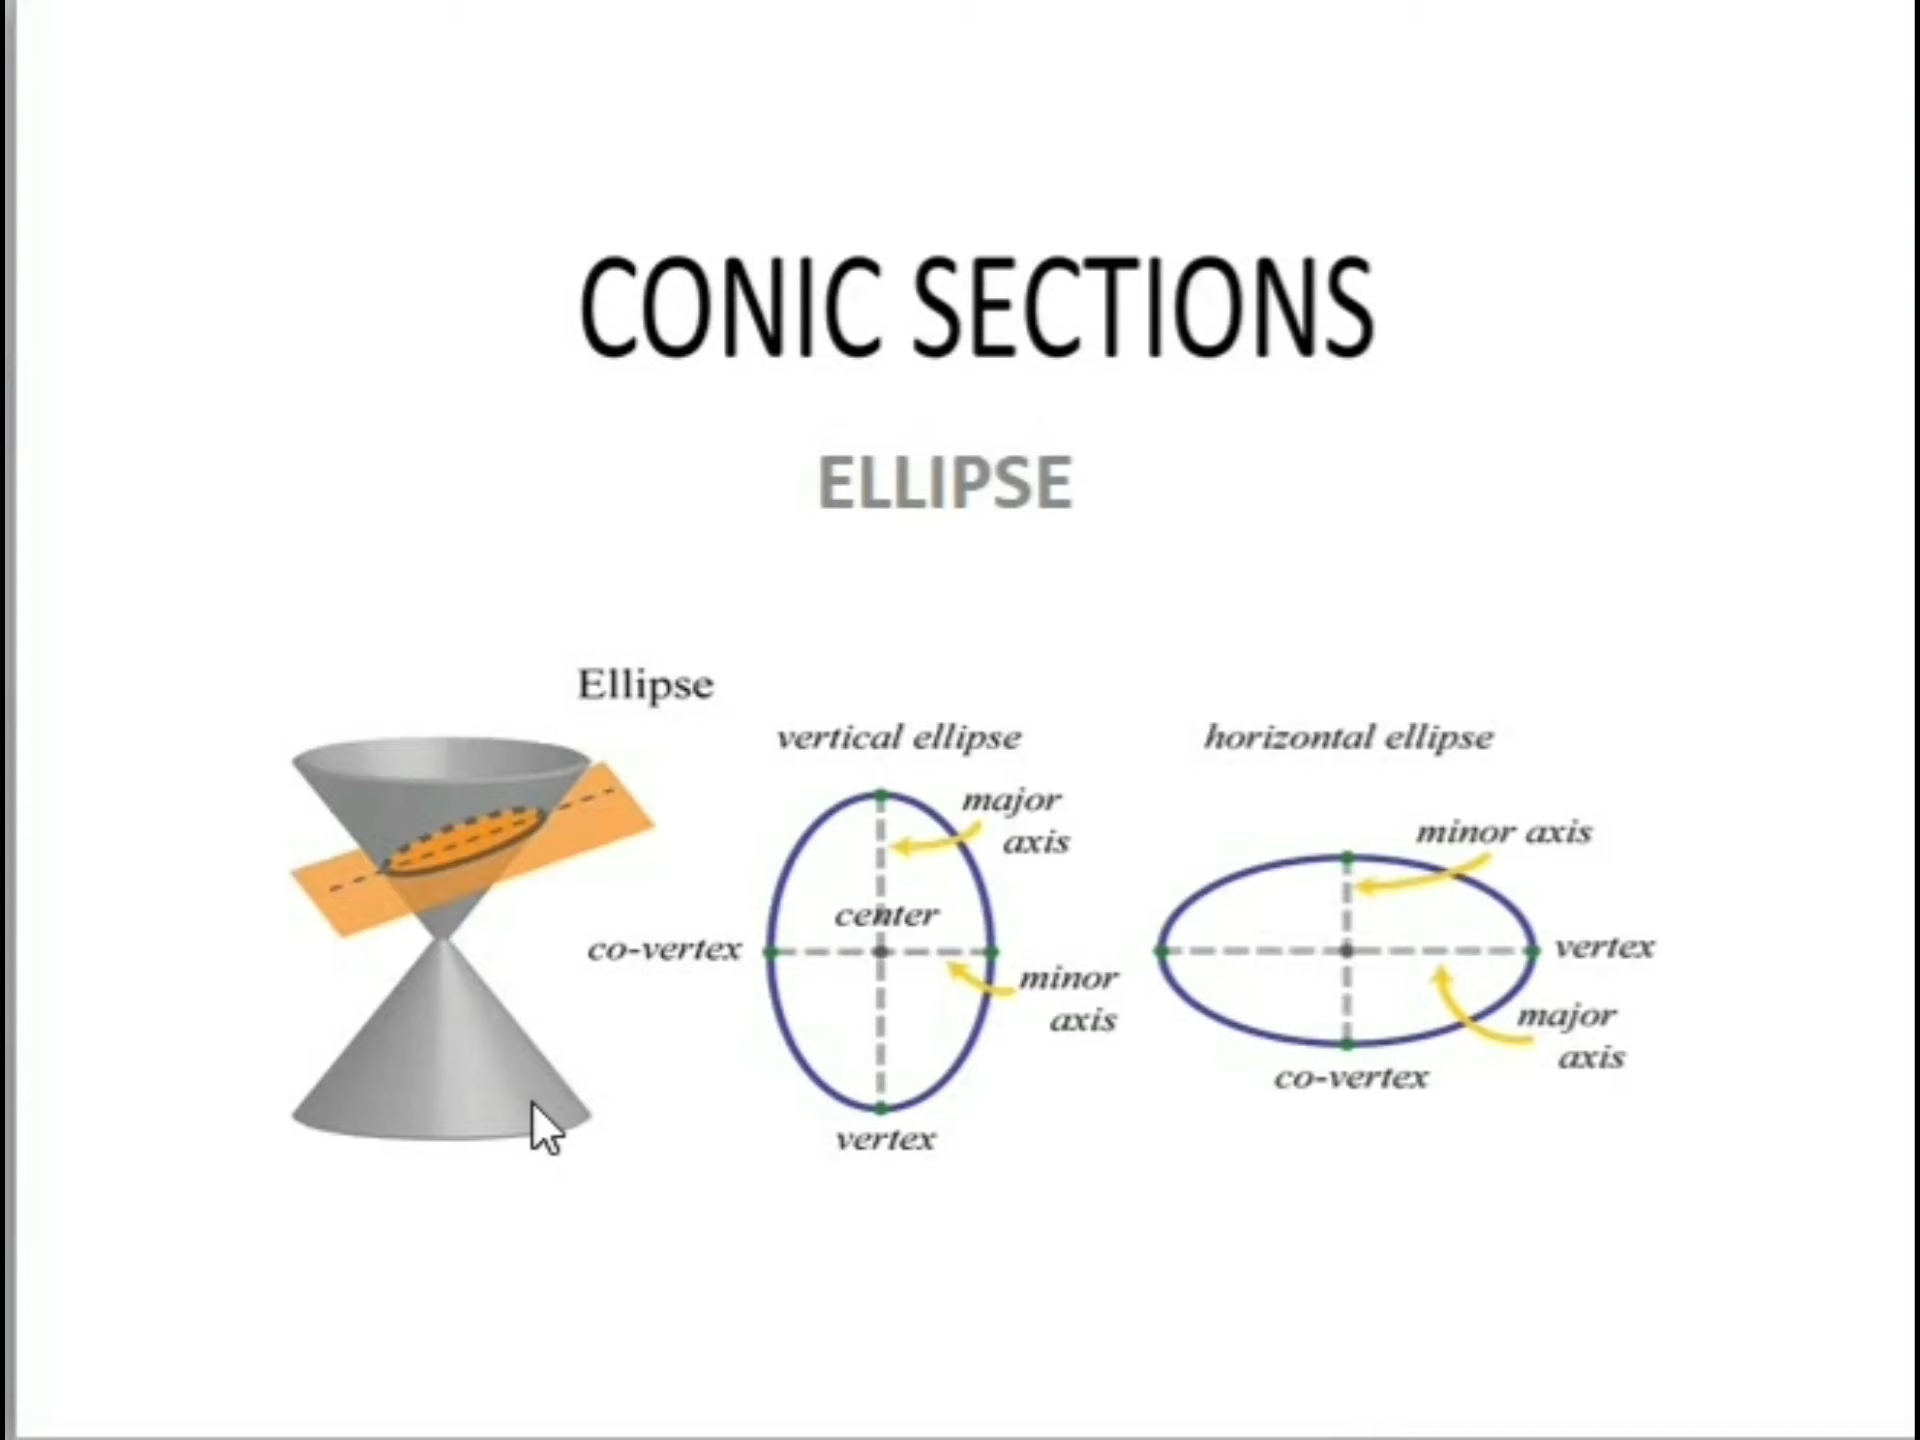 CONIC SECTIONS
ELLIPSE
Ellipse
vertical ellipse
major
axis
center
co-vertex
minor
axis
vertex
horizontal ellipse
minor axis
vertex
major
axis
co-vertex